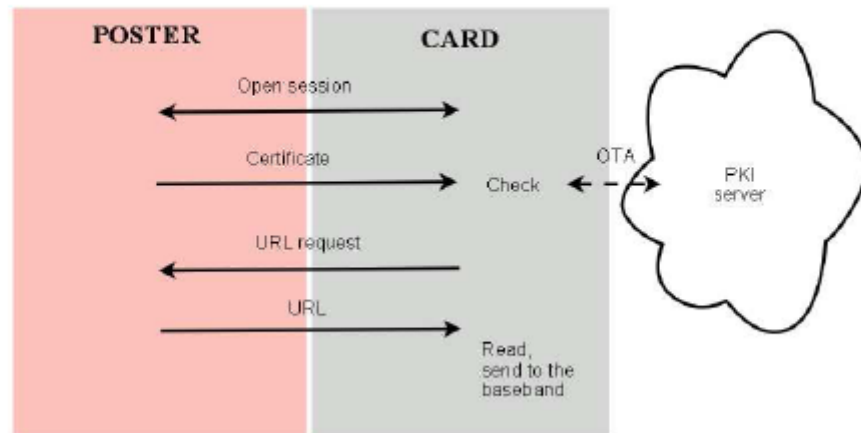 POSTER
CARD
Open session
Certificate
OTA
Check
PKI
server
URL request
URL
Read,
send to the
baseband